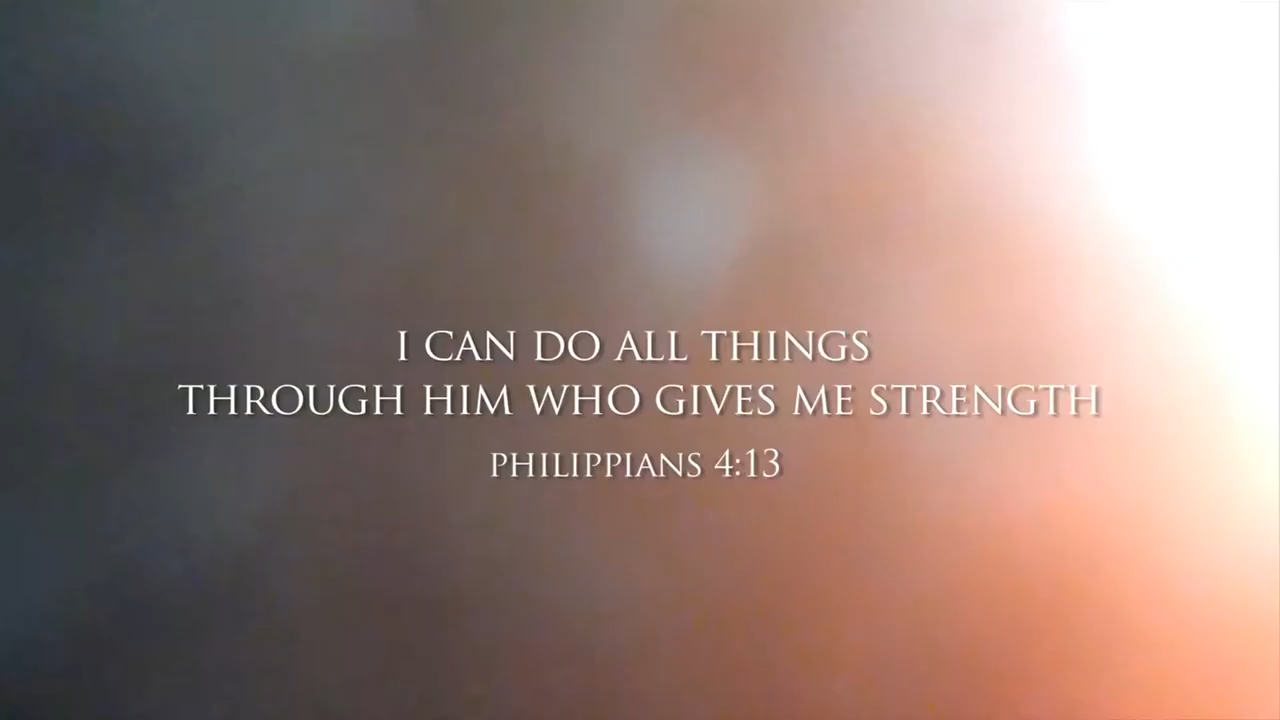 I CAN DO ALL THINGS
THROUGH HIM WHO GIVES ME STRENGTH
PHILIPPIANS 4:13